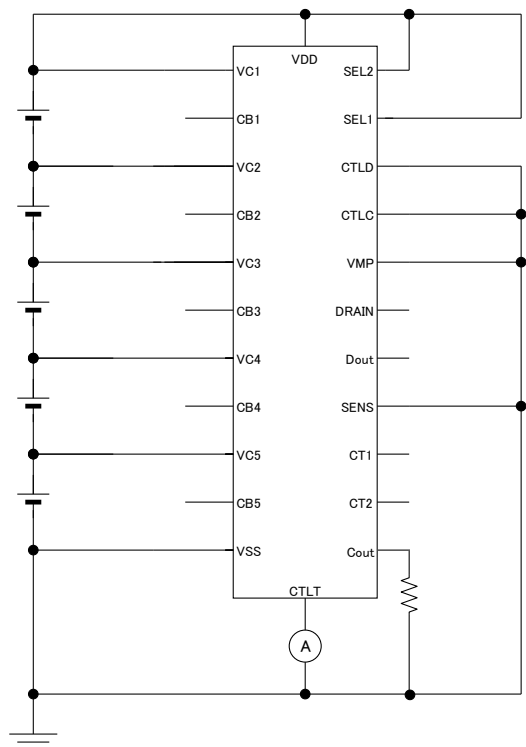 VDD
VC1
SEL2
CB1
SEL1
VC2
CTLD
CB2
CTLC
VC3
VMP
CB3
DRAIN
VC4
Dout
CB4
SENS
VC5
CT1
CB5
CT2
VSS
Cout
CTLT
A